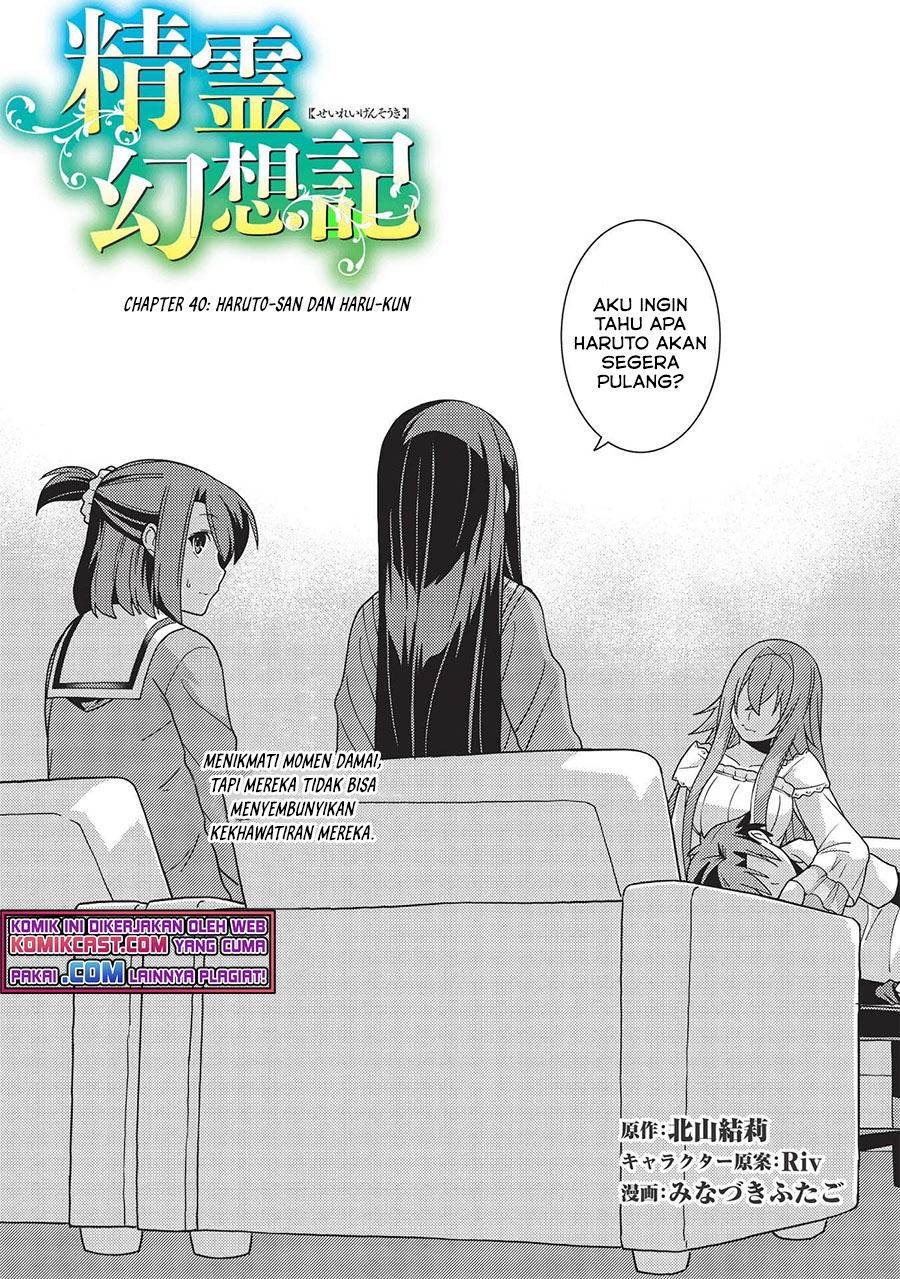 精霊
【せいれいげんそうき】
幻想記
CHAPTER 40: HARUTO-SAN DAN HARU-KUN
AKU INGIN
TAHU APA
HARUTO AKAN
SEGERA
PULANG?
MENIKMATI MOMEN DAMAI,
TAPI MEREKA TIDAK BISA
MENYEMBUNYIKAN
KEKHAWATIRAN MEREKA.
KOMIK INI DIKERJAKAN OLEH WEB
KOMIKCAST.COM YANG CUMA
PAKAI .COM LAINNYA PLAGIAT!
原作:北山結莉
キャラクター原案:Riv
漫画:みなづきふたご